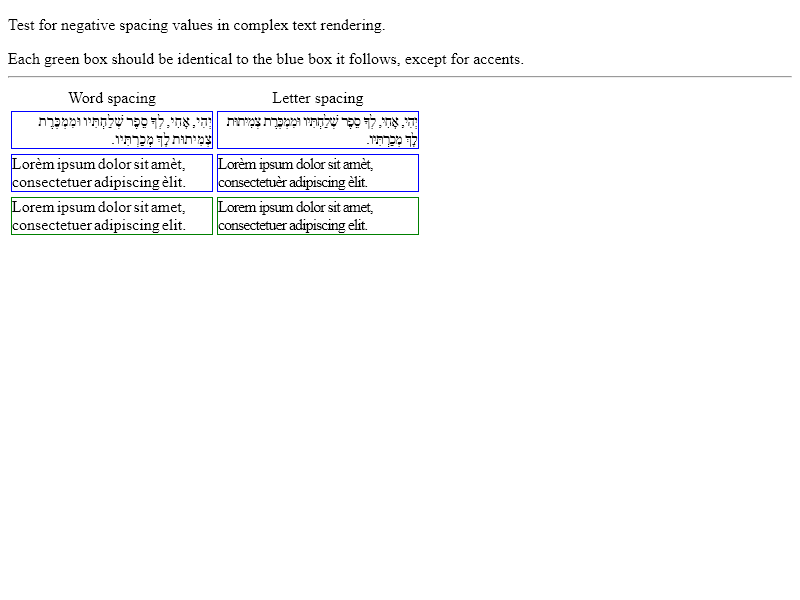 Test for negative spacing values in complex text rendering.
Each green box should be identical to the blue box it follows, except for accents.
Word spacing
Letter spacing
יְהִי, אָחִי, לְךָ סֵפֶר שְׁלַחְתִּיו וּמִמְכֶּרֶת
צְמִיתוּת לְךָ מְכַרְתִּיו.
יְהִי, אָחִי, לְךָ סֵפֶר שְׁלַחְתִּיו וּמִמְכֶּרֶת צְמִיתוּת
לְךָ מְכַרְתִּיו.
Lorèm ipsum dolor sit amèt,
consectetuer adipiscing èlit.
Lorèm ipsum dolor sit amèt,
consectetuèr adipiscing èlit.
Lorem ipsum dolor sit amet,
consectetuer adipiscing elit.
Lorem ipsum dolor sit amet,
consectetuer adipiscing elit.